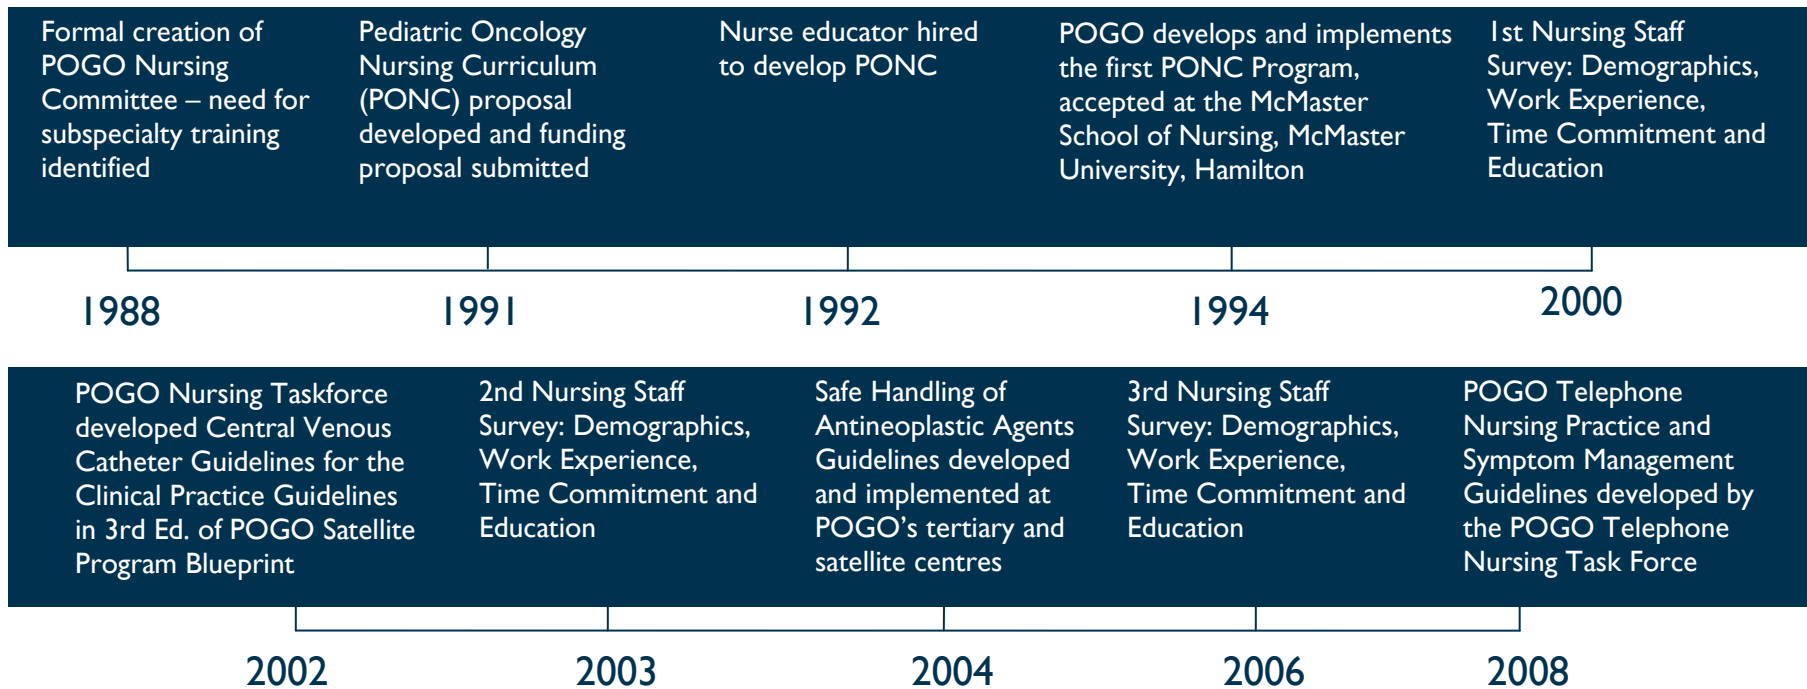 Formal creation of
POGO Nursing
Committee – need for
subspecialty training
identified
Pediatric Oncology
Nursing Curriculum
(PONC) proposal
developed and funding
proposal submitted
Nurse educator hired
to develop PONC
POGO develops and implements
the first PONC Program,
accepted at the McMaster
School of Nursing, McMaster
University, Hamilton
1st Nursing Staff
Survey: Demographics,
Work Experience,
Time Commitment and
Education
1988
1991
1992
1994
2000
POGO Nursing Taskforce
developed Central Venous
Catheter Guidelines for the
Clinical Practice Guidelines
in 3rd Ed. of POGO Satellite
Program Blueprint
2nd Nursing Staff
Survey: Demographics,
Work Experience,
Time Commitment and
Education
Safe Handling of
Antineoplastic Agents
Guidelines developed
and implemented at
POGO’s tertiary and
satellite centres
3rd Nursing Staff
Survey: Demographics,
Work Experience,
Time Commitment and
Education
POGO Telephone
Nursing Practice and
Symptom Management
Guidelines developed by
the POGO Telephone
Nursing Task Force
2002
2003
2004
2006
2008